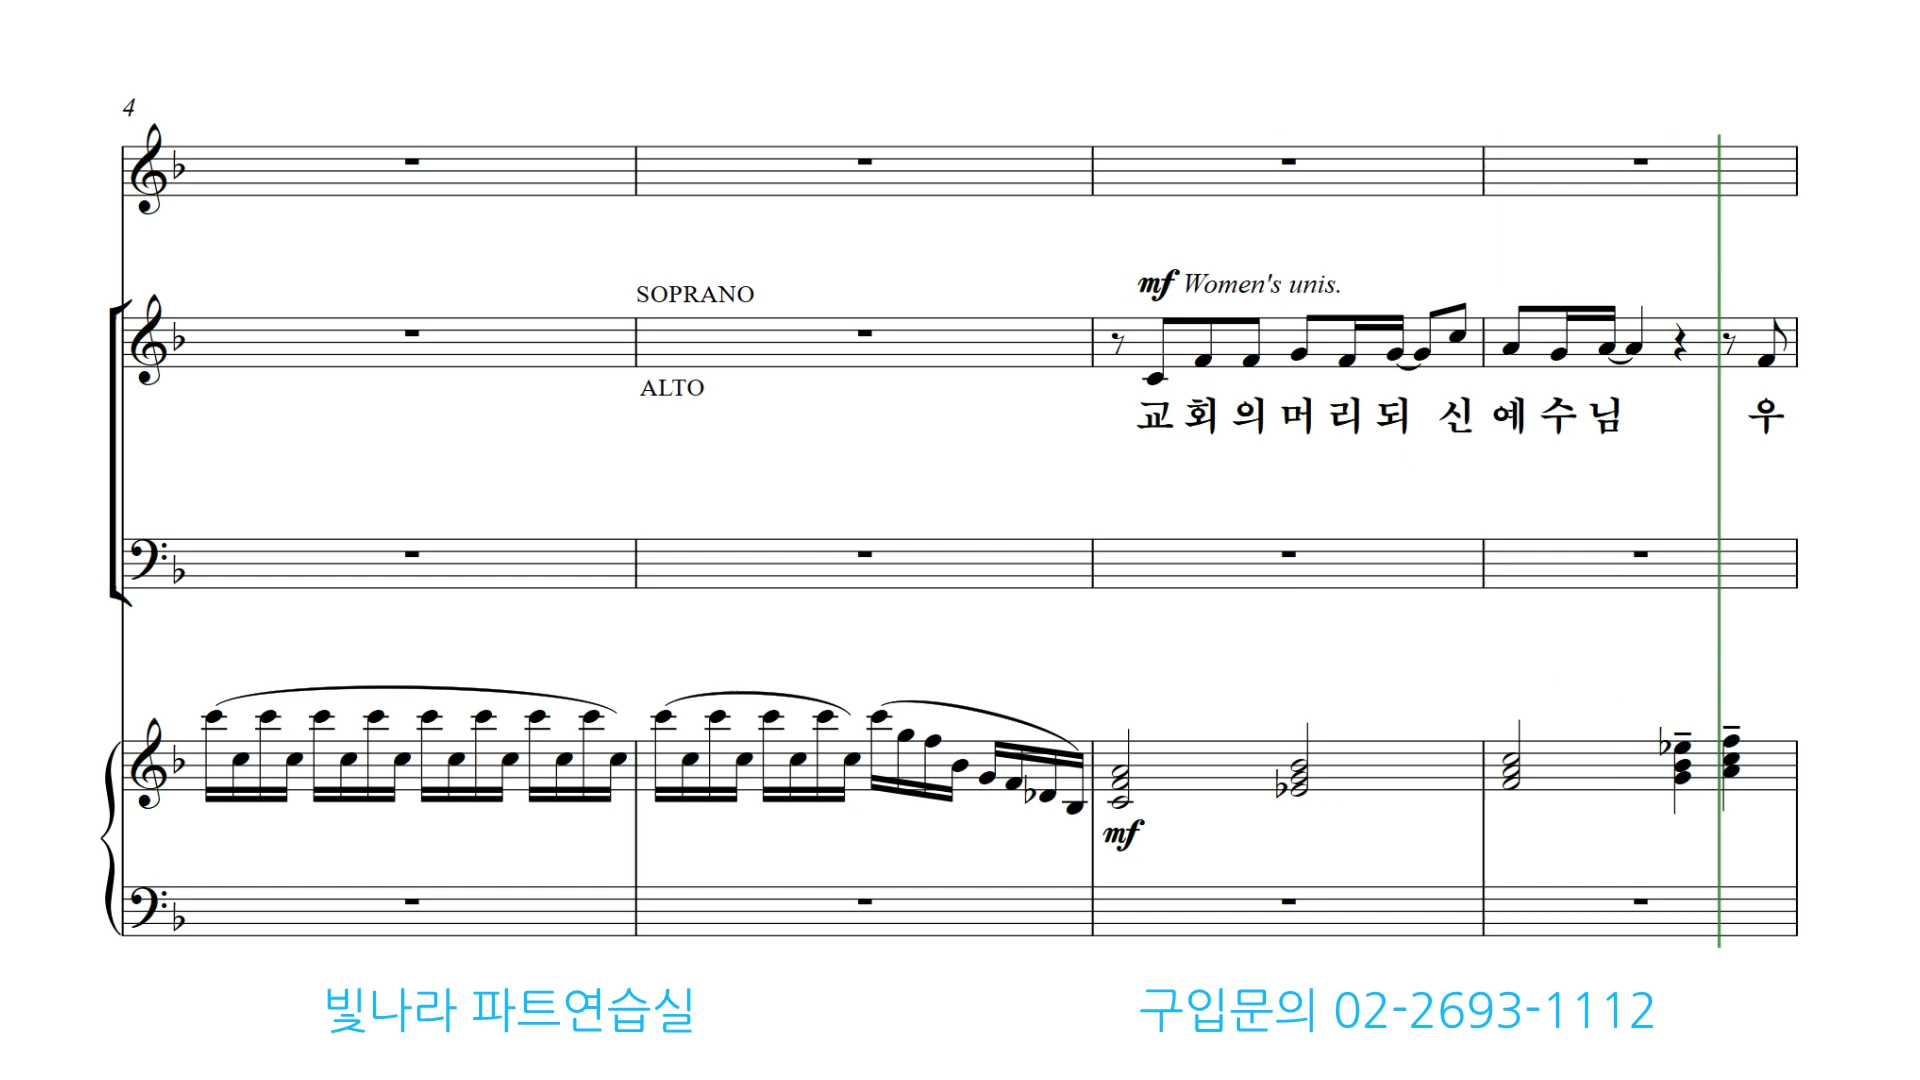 4
mf Women's unis.
SOPRANO
ALTO
교 회 의 머 리 되 신 예 수 님 우
mf
빛나라 파트연습실
구입문의 02-2693-1112